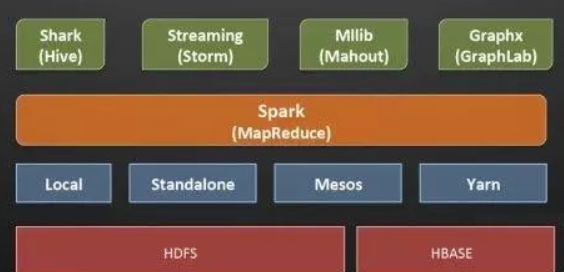 Shark
(Hive)
Streaming
(Storm)
Mllib
(Mahout)
Graphx
(GraphLab)
Spark
(MapReduce)
Local
Standalone
Mesos
Yarn
HDFS
HBASE